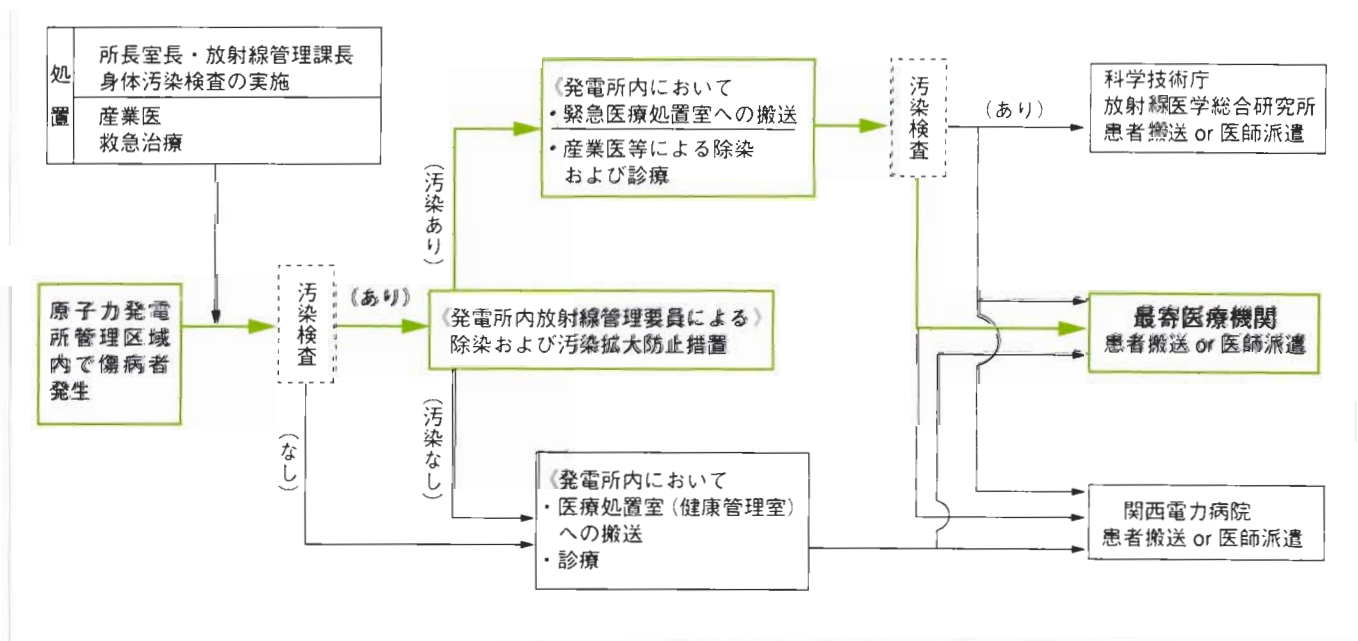 処置
所長室長・放射線管理課長
身体汚染検査の実施
産業医
救急治療
原子力発電
所管理区域
内で傷病者
発生
汚染検査
(あり)
(なし)
《発電所内放射線管理要員による》
除染および汚染拡大防止措置
(汚染あり)
(汚染なし)
《発電所内において
・緊急医療処置室への搬送
・産業医等による除染
および診療
《発電所内において
・医療処置室(健康管理室)
への搬送
・診療
汚染検査
(あり)
科学技術庁
放射線医学総合研究所
患者搬送 or 医師派遣
最寄医療機関
患者搬送 or 医師派遣
関西電力病院
患者搬送 or 医師派遣